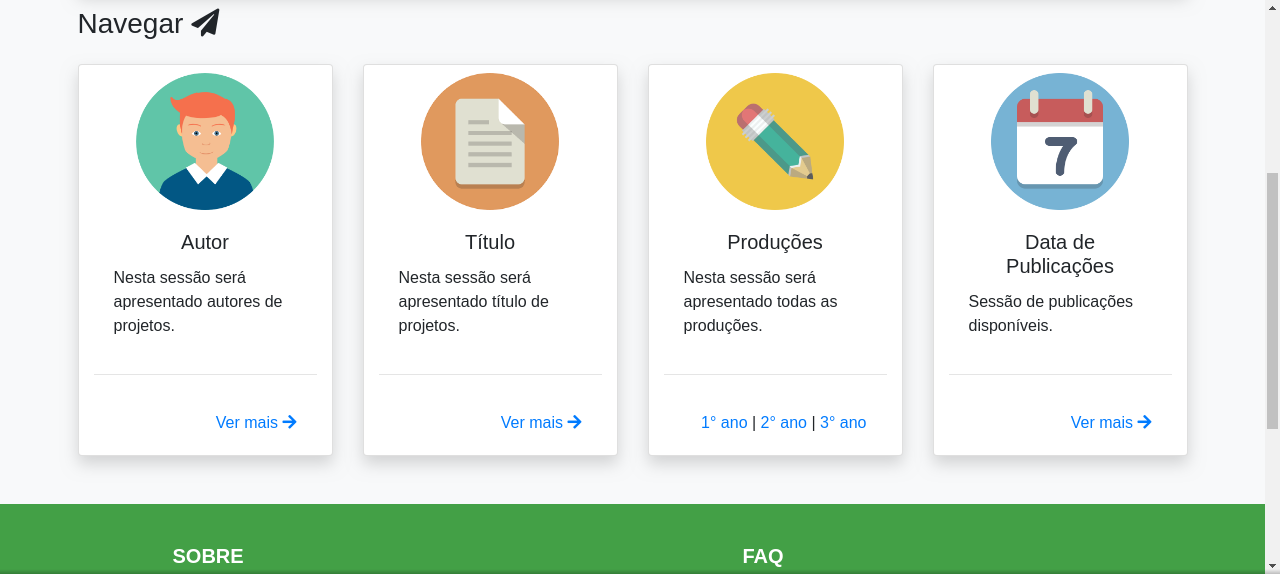 Navegar
Autor
Nesta sessão será
apresentado autores de
projetos.
Ver mais
Título
Nesta sessão será
apresentado título de
projetos.
Ver mais
Produções
Nesta sessão será
apresentado todas as
produções.
1° ano | 2° ano | 3° ano
7
Data de
Publicações
Sessão de publicações
disponíveis.
Ver mais
SOBRE
FAQ